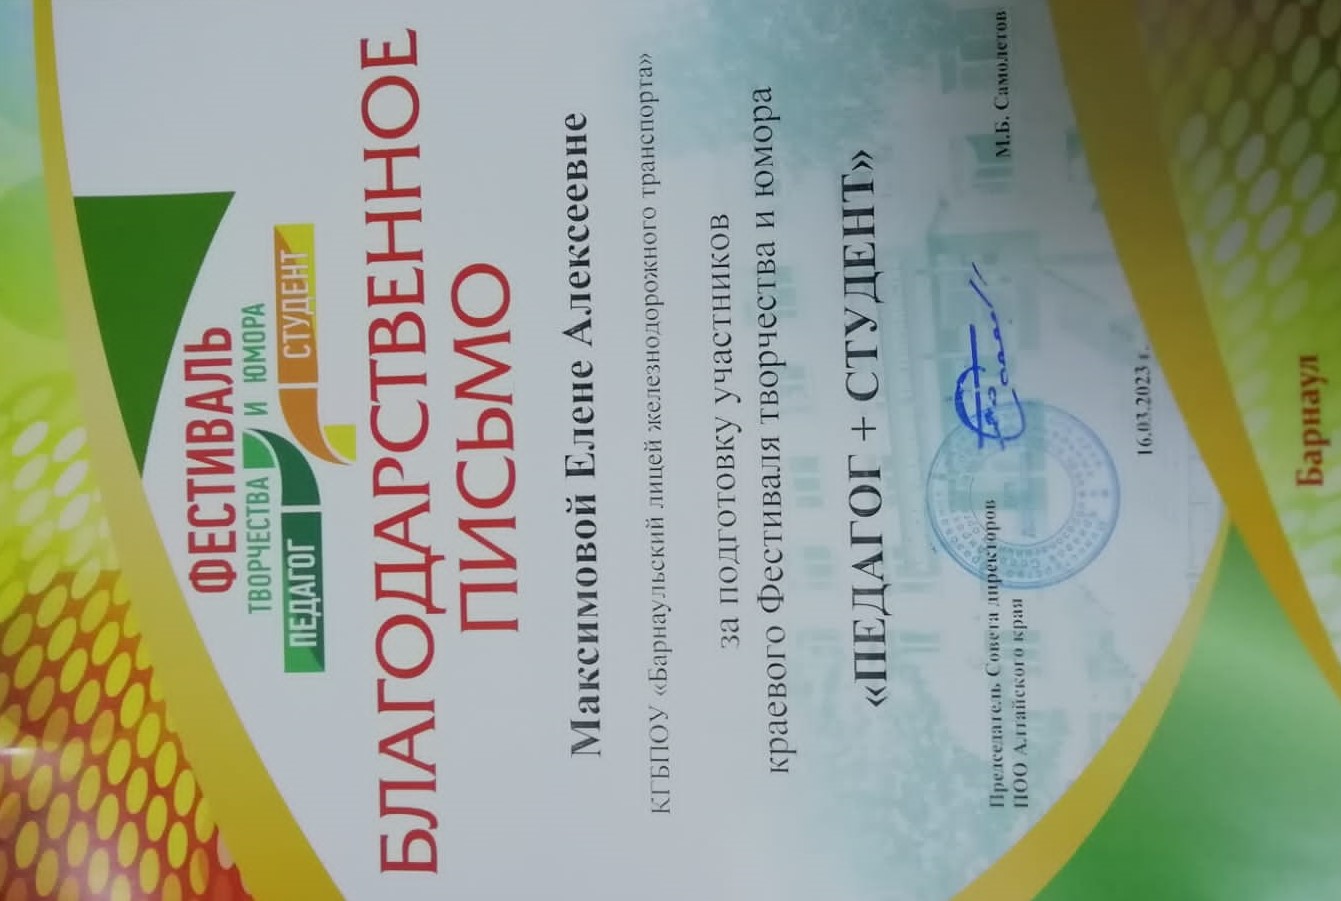 ФЕСТИВАЛЬ
ТВОРЧЕСТВА И ЮМОРА
ПЕДАГОГ СТУДЕНТ
БЛАГОДАРСТВЕННОЕ
ПИСЬМО
Максимовой Елене Алексеевне
КГБПОУ «Барнаульский лицей железнодорожного транспорта»
за подготовку участников
краевого Фестиваля творчества и юмора
«ПЕДАГОГ + СТУДЕНТ»
Председатель Совета директоров
ПОО Алтайского края М.Б. Самолетов
16.03.2023 г.
Барнаул